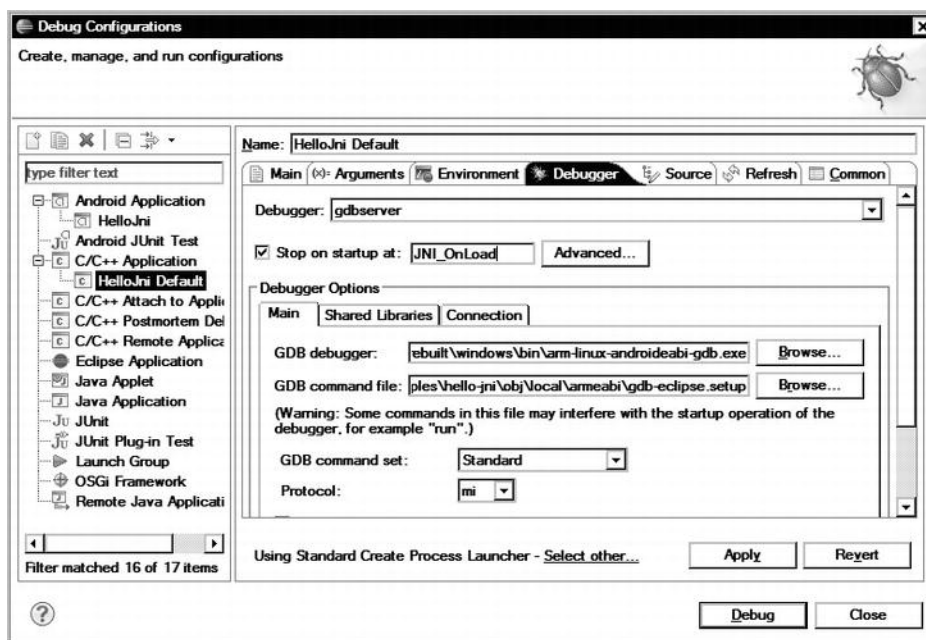 Debug Configurations
Create, manage, and run configurations
type filter text
Android Application
HelloJni
Android JUnit Test
C/C++ Application
HelloJni Default
C/C++ Attach to Appli
C/C++ Postmortem De
C/C++ Remote Applica
Eclipse Application
Java Applet
Java Application
JUnit
JUnit Plug-in Test
Launch Group
OSGi Framework
Remote Java Applicati
Filter matched 16 of 17 items
Name: HelloJni Default
Main (x)= Arguments Environment Debugger Source Refresh Common
Debugger: gdbserver
Stop on startup at: JNI_OnLoad Advanced...
Debugger Options
Main Shared Libraries Connection
GDB debugger: ebuilt\windows\bin\arm-linux-androideabi-gdb.exe Browse...
GDB command file: ples\hello-jni\obj\local\armeabi\gdb-eclipse.setup Browse...
(Warning: Some commands in this file may interfere with the startup operation of the
debugger, for example "run".)
GDB command set: Standard
Protocol: mi
Using Standard Create Process Launcher - Select other... Apply Revert
Debug Close